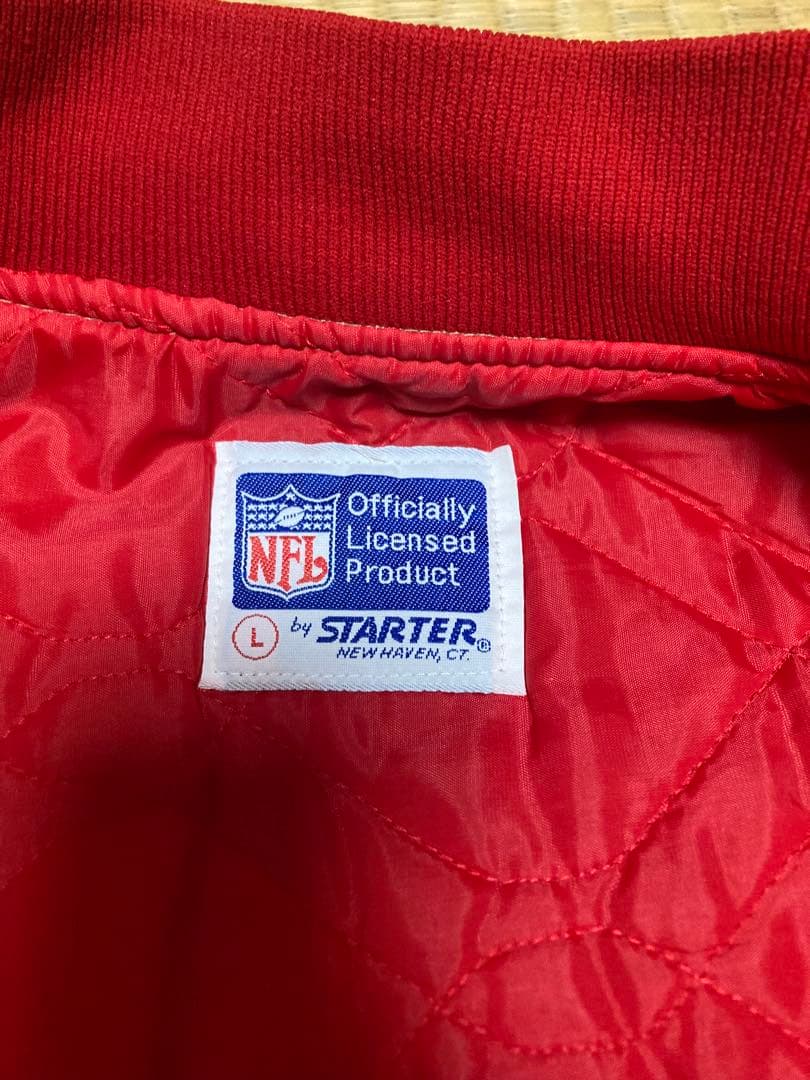 NFL
Officially
Licensed
Product
L
by STARTER®
NEW HAVEN, CT.